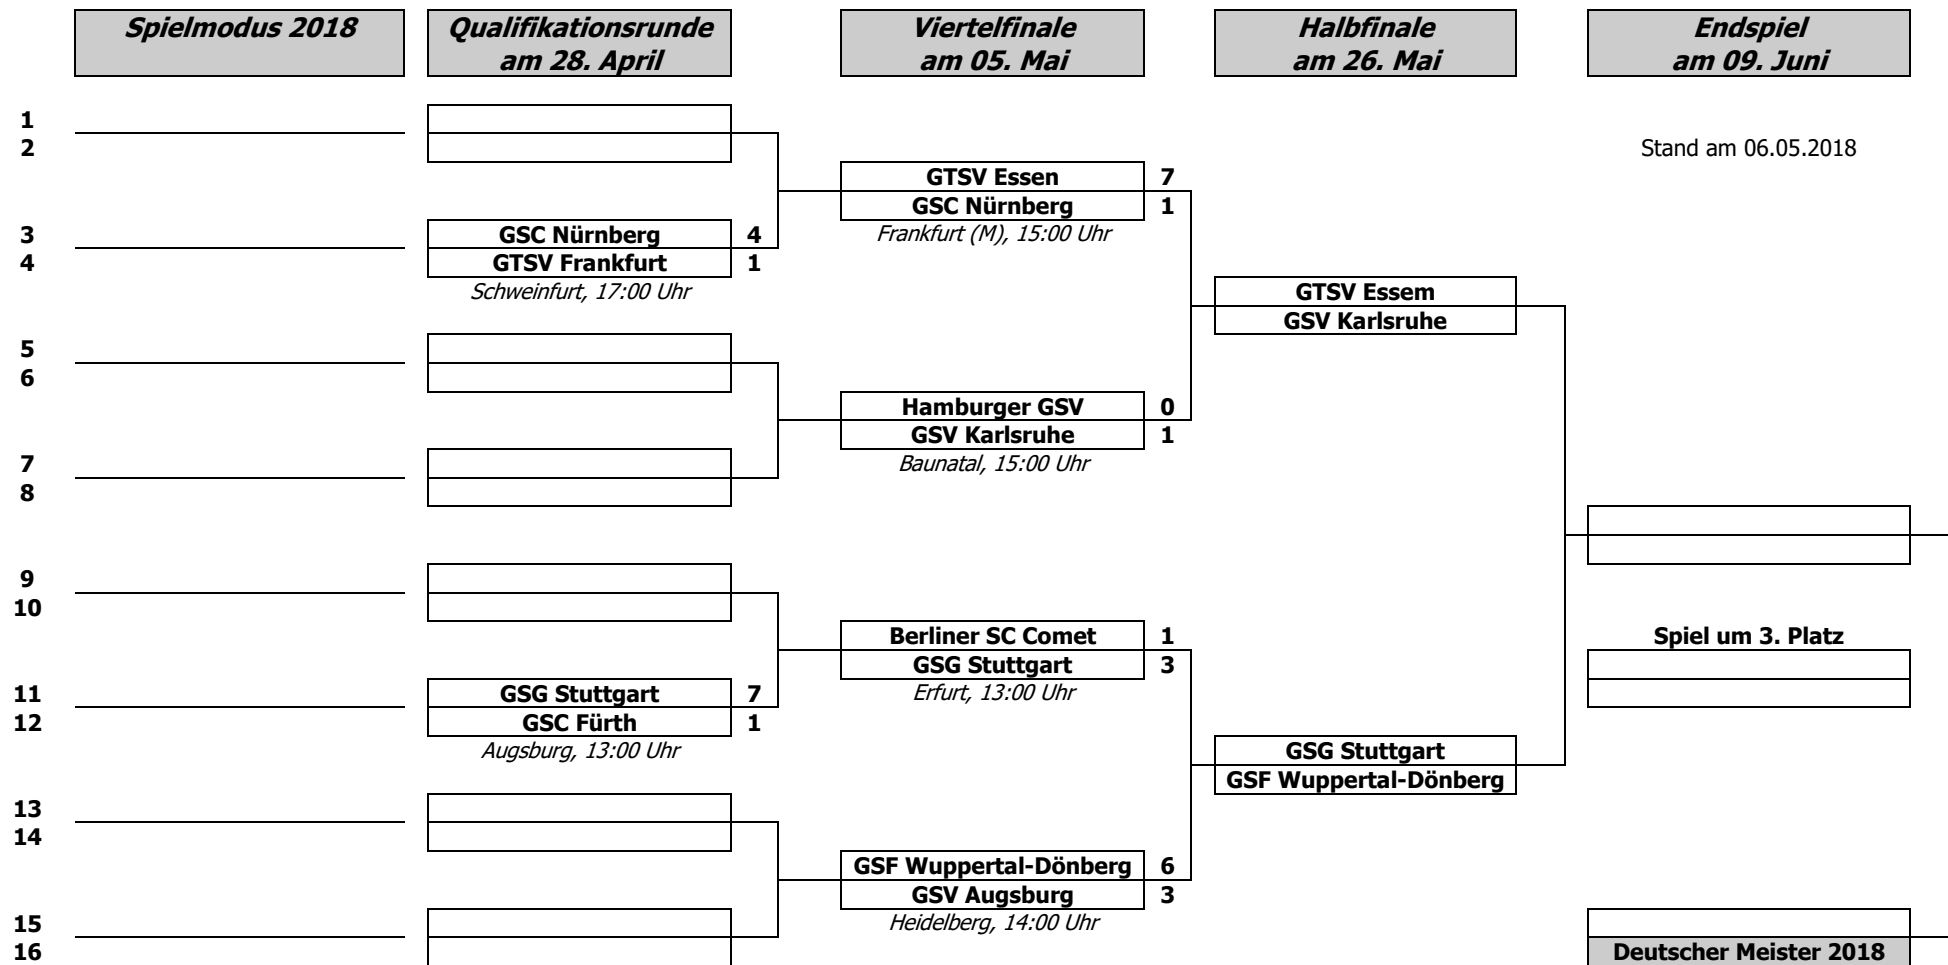 Spielmodus 2018
Qualifikationsrunde
am 28. April
Viertelfinale
am 05. Mai
Halbfinale
am 26. Mai
Endspiel
am 09. Juni
1
2
Stand am 06.05.2018
GTSV Essen 7
GSC Nürnberg 1
Frankfurt (M), 15:00 Uhr
3
4
GSC Nürnberg 4
GTSV Frankfurt 1
Schweinfurt, 17:00 Uhr
GTSV Essem
GSV Karlsruhe
5
6
Hamburger GSV 0
GSV Karlsruhe 1
Baunatal, 15:00 Uhr
7
8
9
10
Berliner SC Comet 1
GSG Stuttgart 3
Erfurt, 13:00 Uhr
Spiel um 3. Platz
11
12
GSG Stuttgart 7
GSC Fürth 1
Augsburg, 13:00 Uhr
GSG Stuttgart
GSF Wuppertal-Dönberg
13
14
GSF Wuppertal-Dönberg 6
GSV Augsburg 3
Heidelberg, 14:00 Uhr
15
16
Deutscher Meister 2018